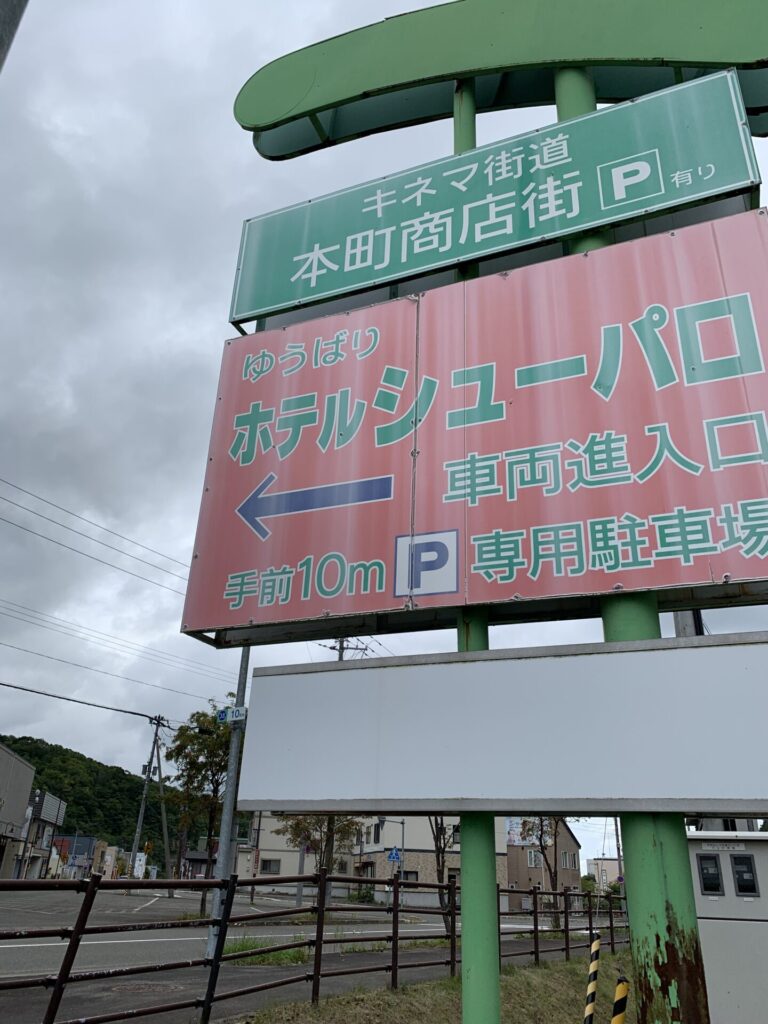 キネマ街道
本町商店街 P 有り
ゆうばり
ホテルシューパロ
車両進入口
手前10m P 専用駐車場